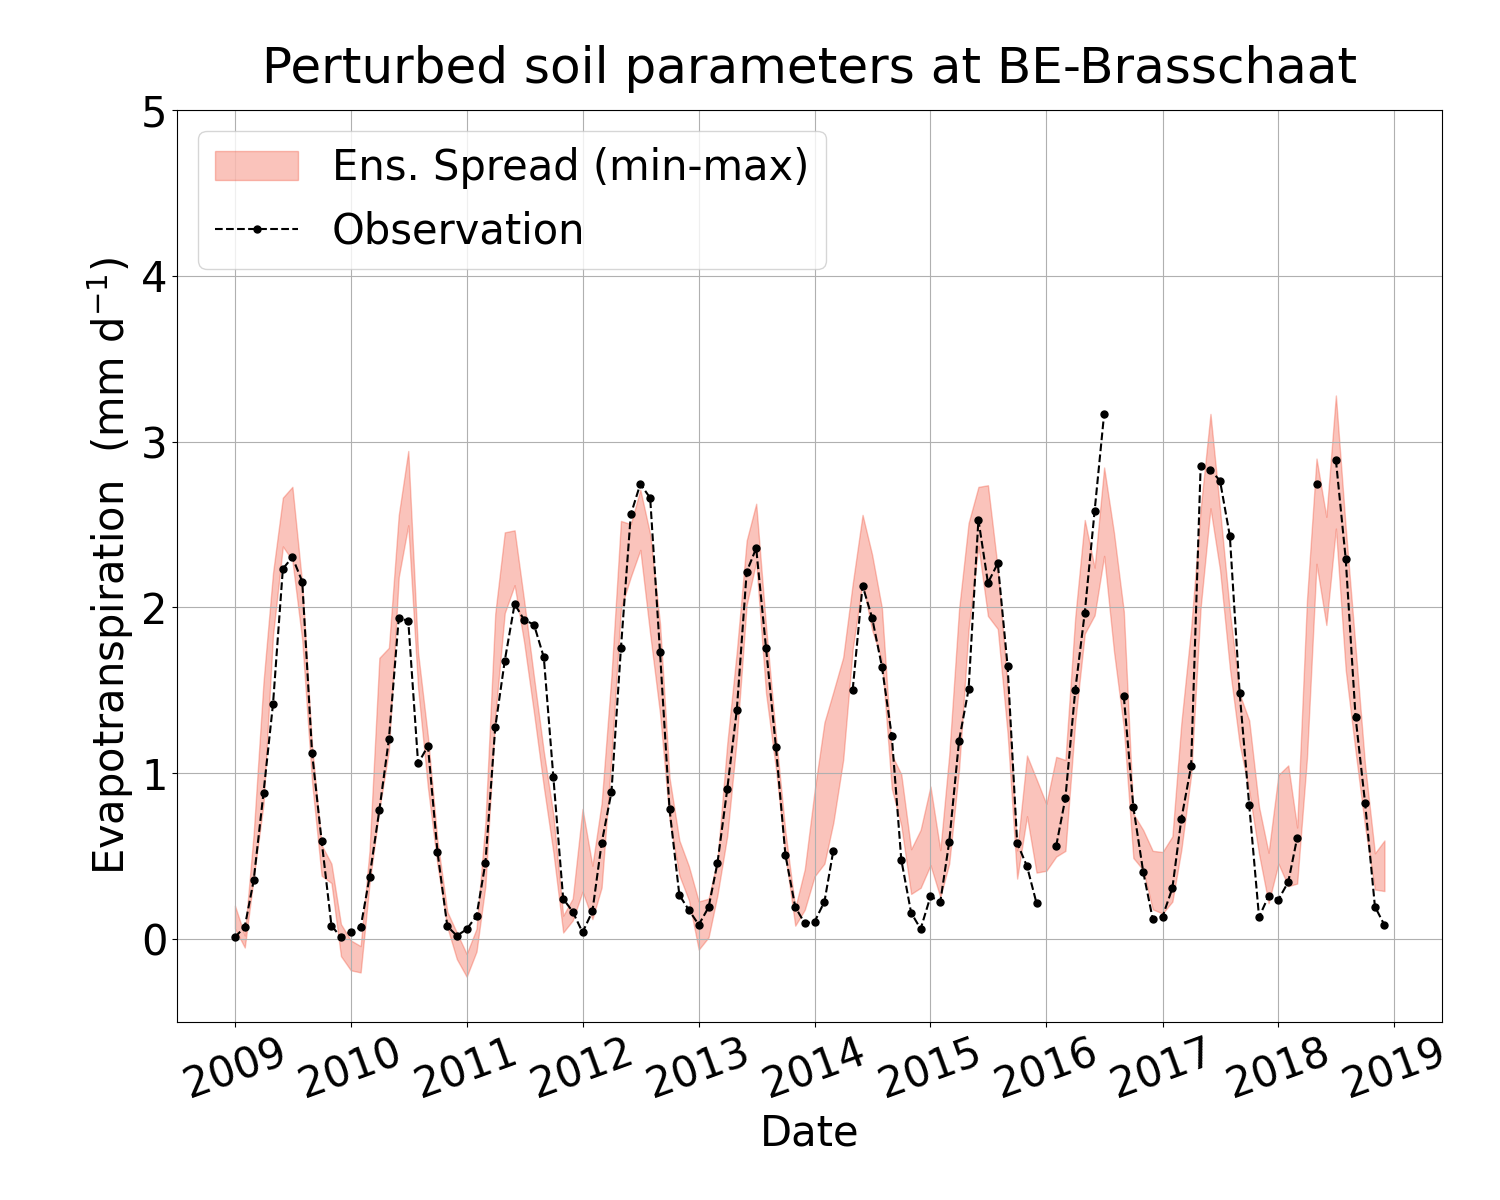 Perturbed soil parameters at BE-Brasschaat
Ens. Spread (min-max)
Observation
Evapotranspiration (mm d⁻¹)
5
4
3
2
1
0
2009 2010 2011 2012 2013 2014 2015 2016 2017 2018 2019
Date